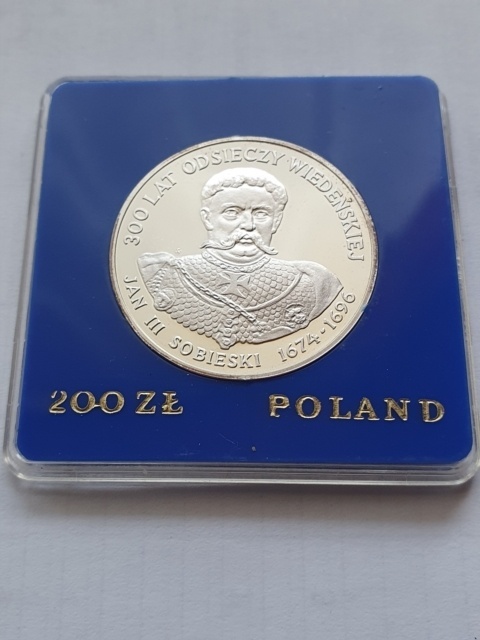 300 LAT ODSIECZY WIEDEŃSKIEJ
JAN III SOBIESKI 1674-1696
200 ZŁ POLAND